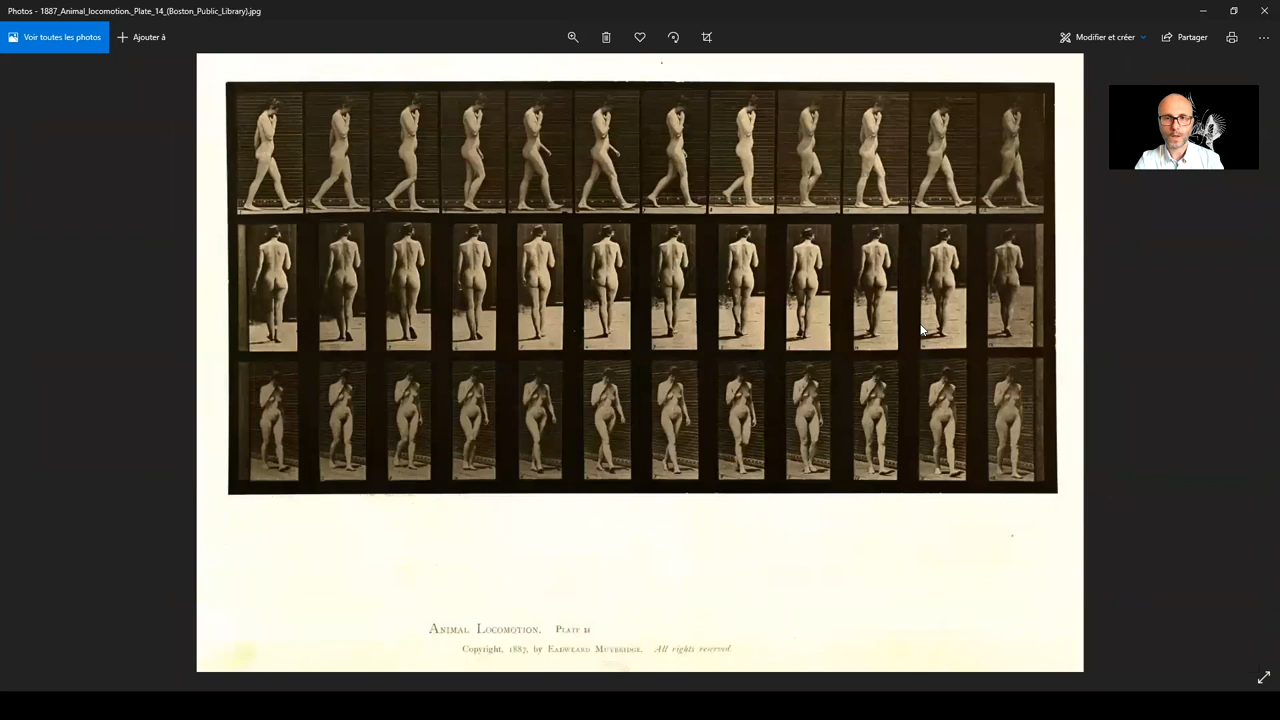 Photos - 1887_Animal_locomotion,_Plate_14_(Boston_Public_Library).jpg
Voir toutes les photos
Ajouter à
Modifier et créer
Partager
ANIMAL LOCOMOTION. PLATE 14
Copyright, 1887, by EADWEARD MUYBRIDGE. All rights reserved.